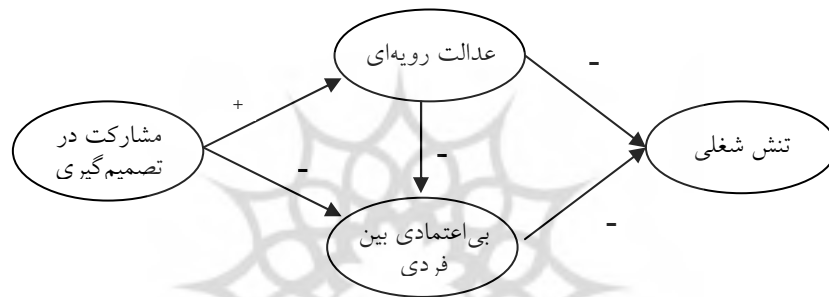 عدالت رویه‌ای
-
+
مشارکت در
تصمیم‌گیری
-
-
تنش شغلی
بی‌اعتمادی بین
فردی
-